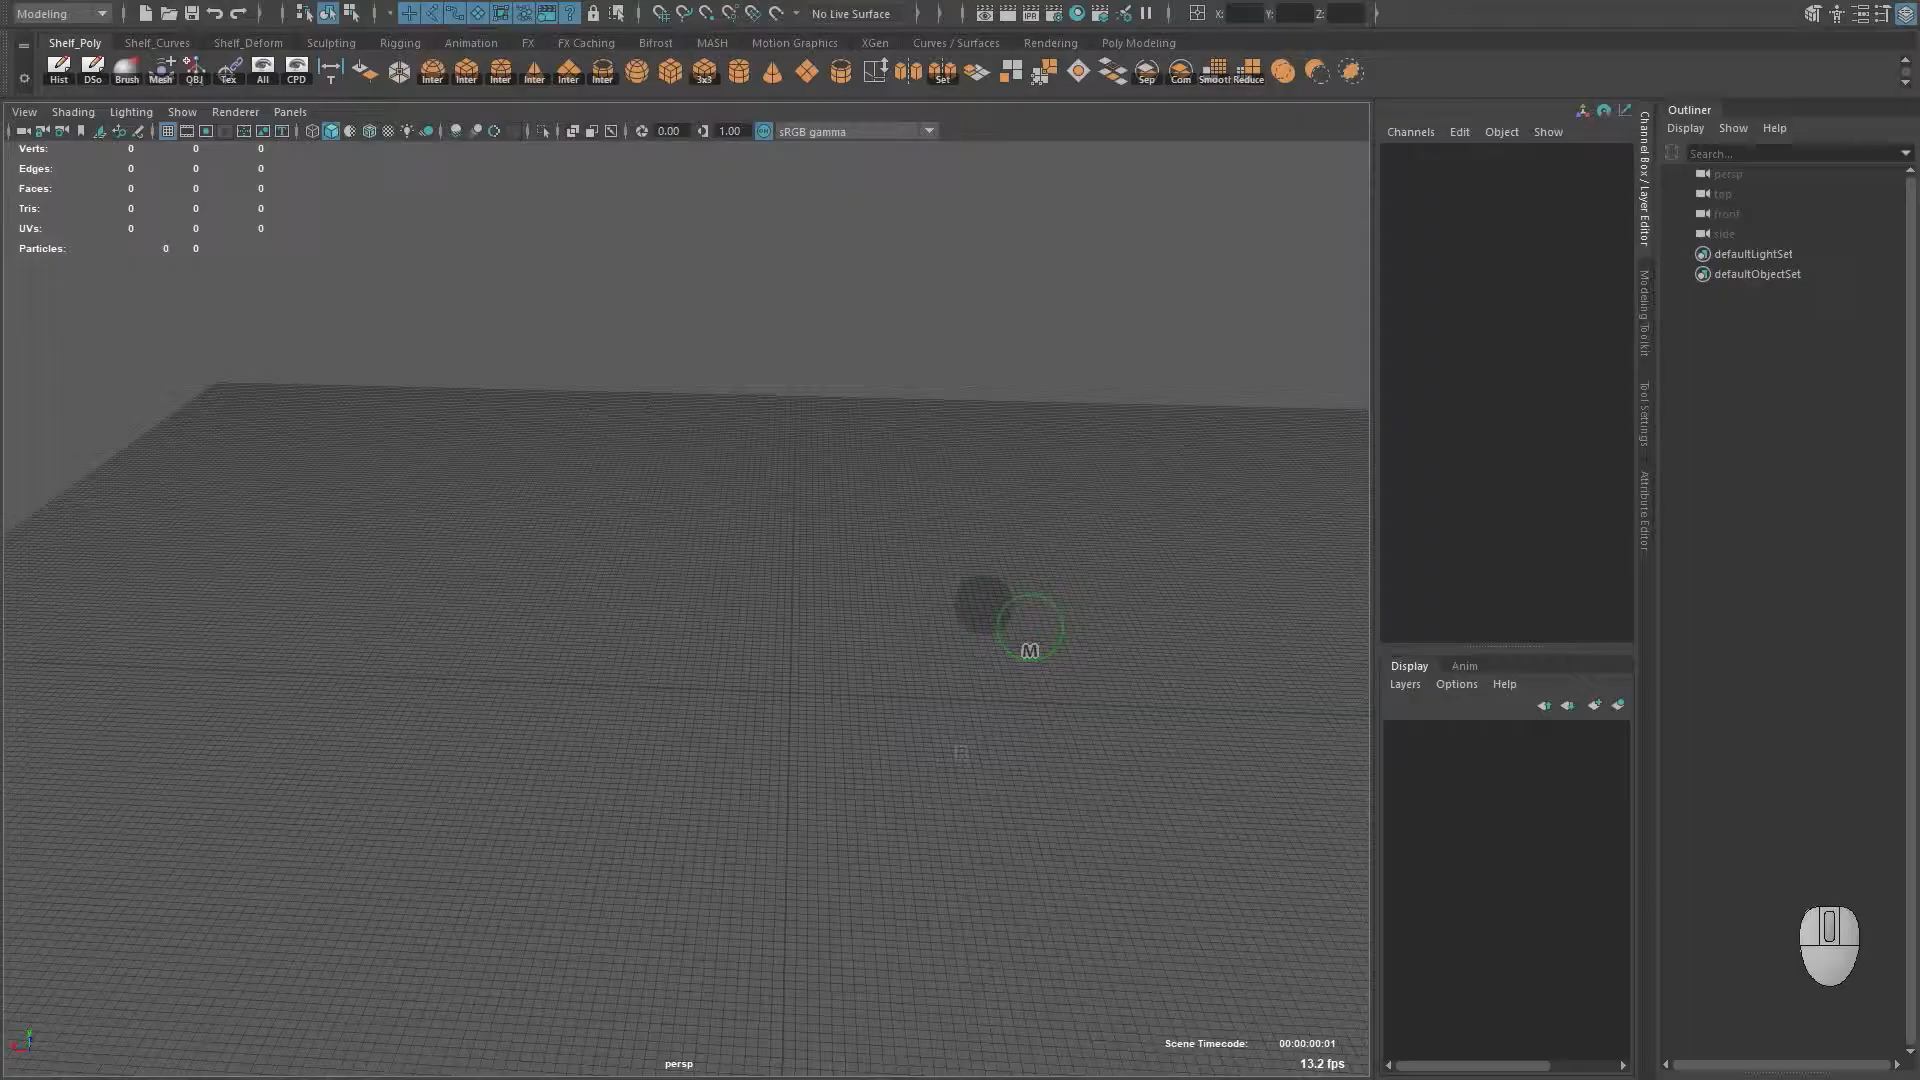 Modeling
No Live Surface
X:
Y:
Z:
Shelf_Poly Shelf_Curves Shelf_Deform Sculpting Rigging Animation FX FX Caching Bifrost MASH Motion Graphics XGen Curves / Surfaces Rendering Poly Modeling
Hist DSo Brush Mesh OBJ Tex All CPD T Inter Inter Inter Inter Inter Inter 3x3 Set Sep Com Smooth Reduce
View Shading Lighting Show Renderer Panels
0.00 1.00 sRGB gamma
Verts: 0 0 0
Edges: 0 0 0
Faces: 0 0 0
Tris: 0 0 0
UVs: 0 0 0
Particles: 0 0
M
Scene Timecode: 00:00:00:01
persp
13.2 fps
Channels Edit Object Show
Display Anim
Layers Options Help
Channel Box / Layer Editor
Modeling Toolkit
Tool Settings
Attribute Editor
Outliner
Display Show Help
Search...
persp
top
front
side
defaultLightSet
defaultObjectSet